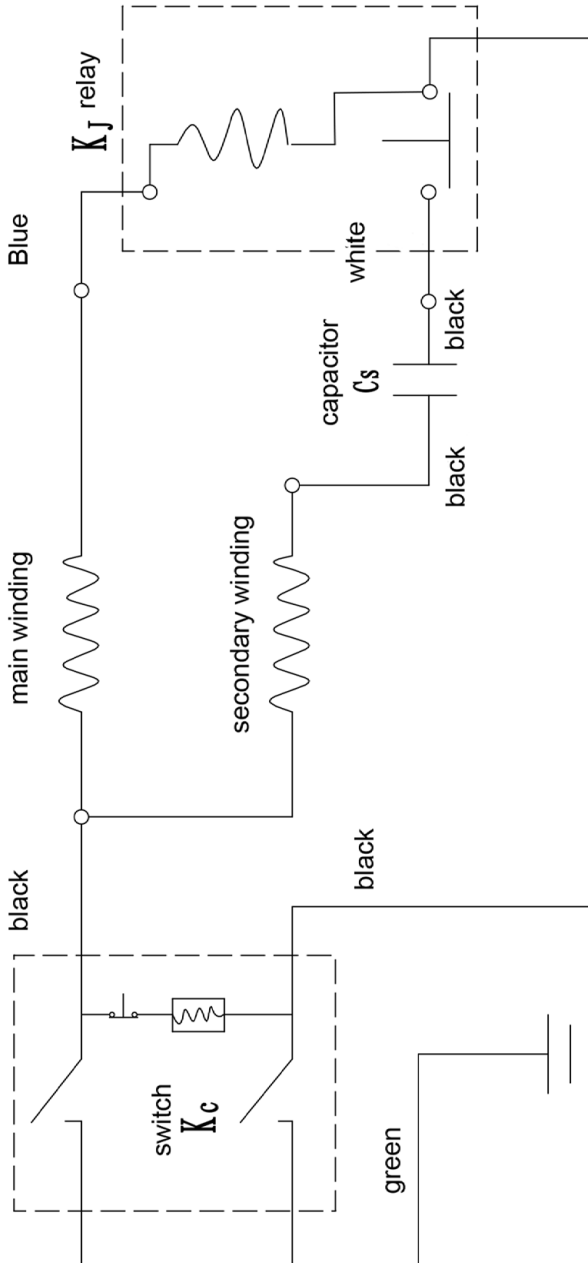 black
main winding
Blue
K_J relay
switch
K_C
secondary winding
capacitor
Cs
white
black
black
black
green